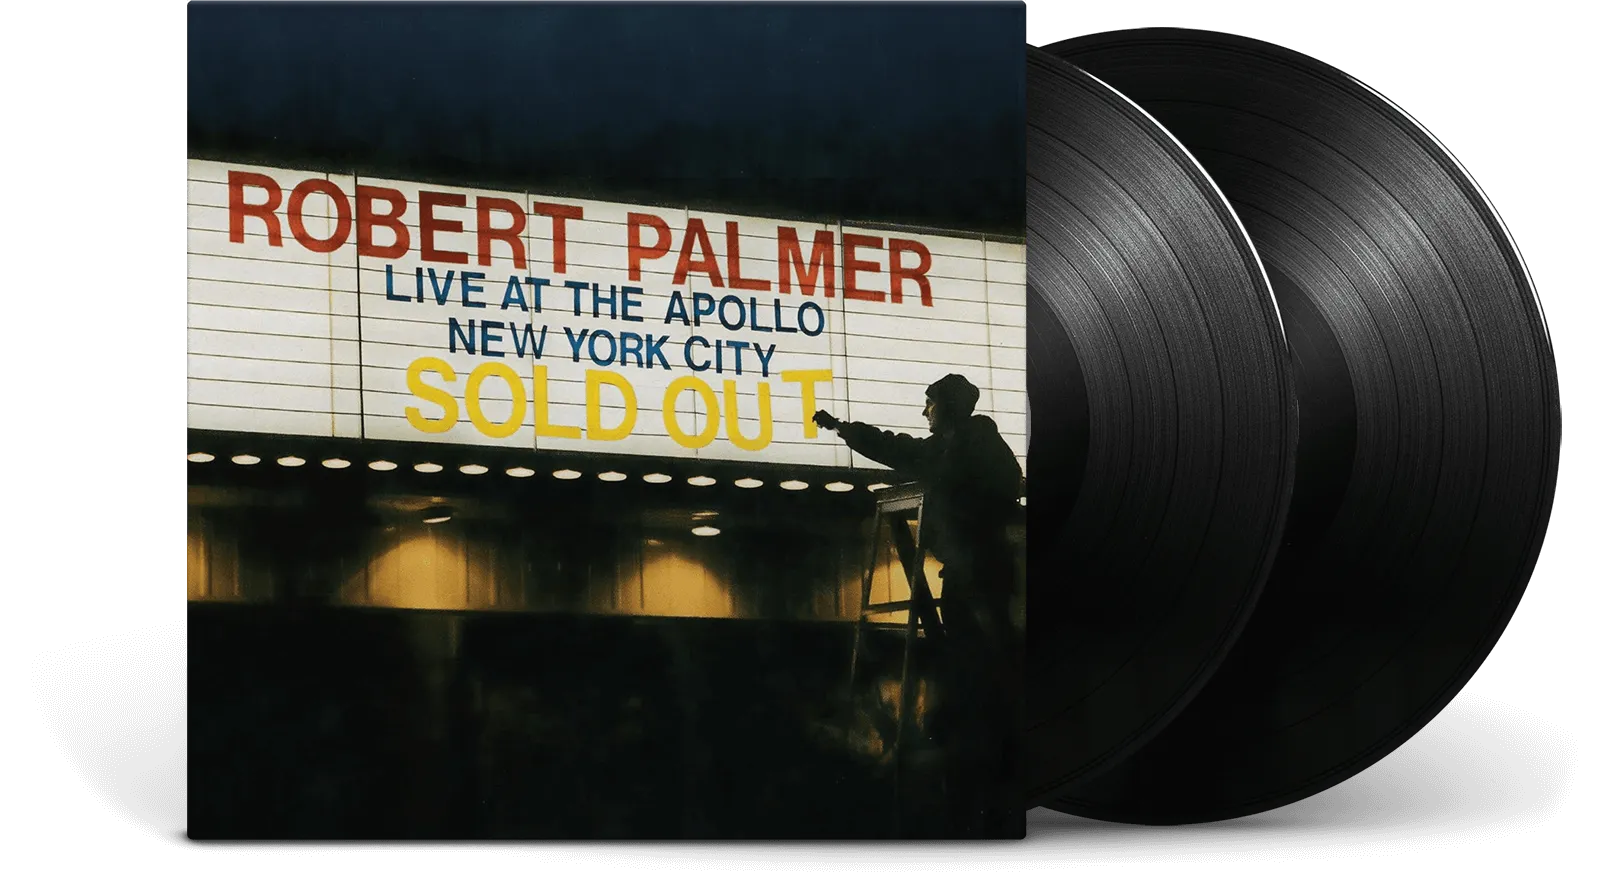 ROBERT PALMER
LIVE AT THE APOLLO
NEW YORK CITY
SOLD OUT